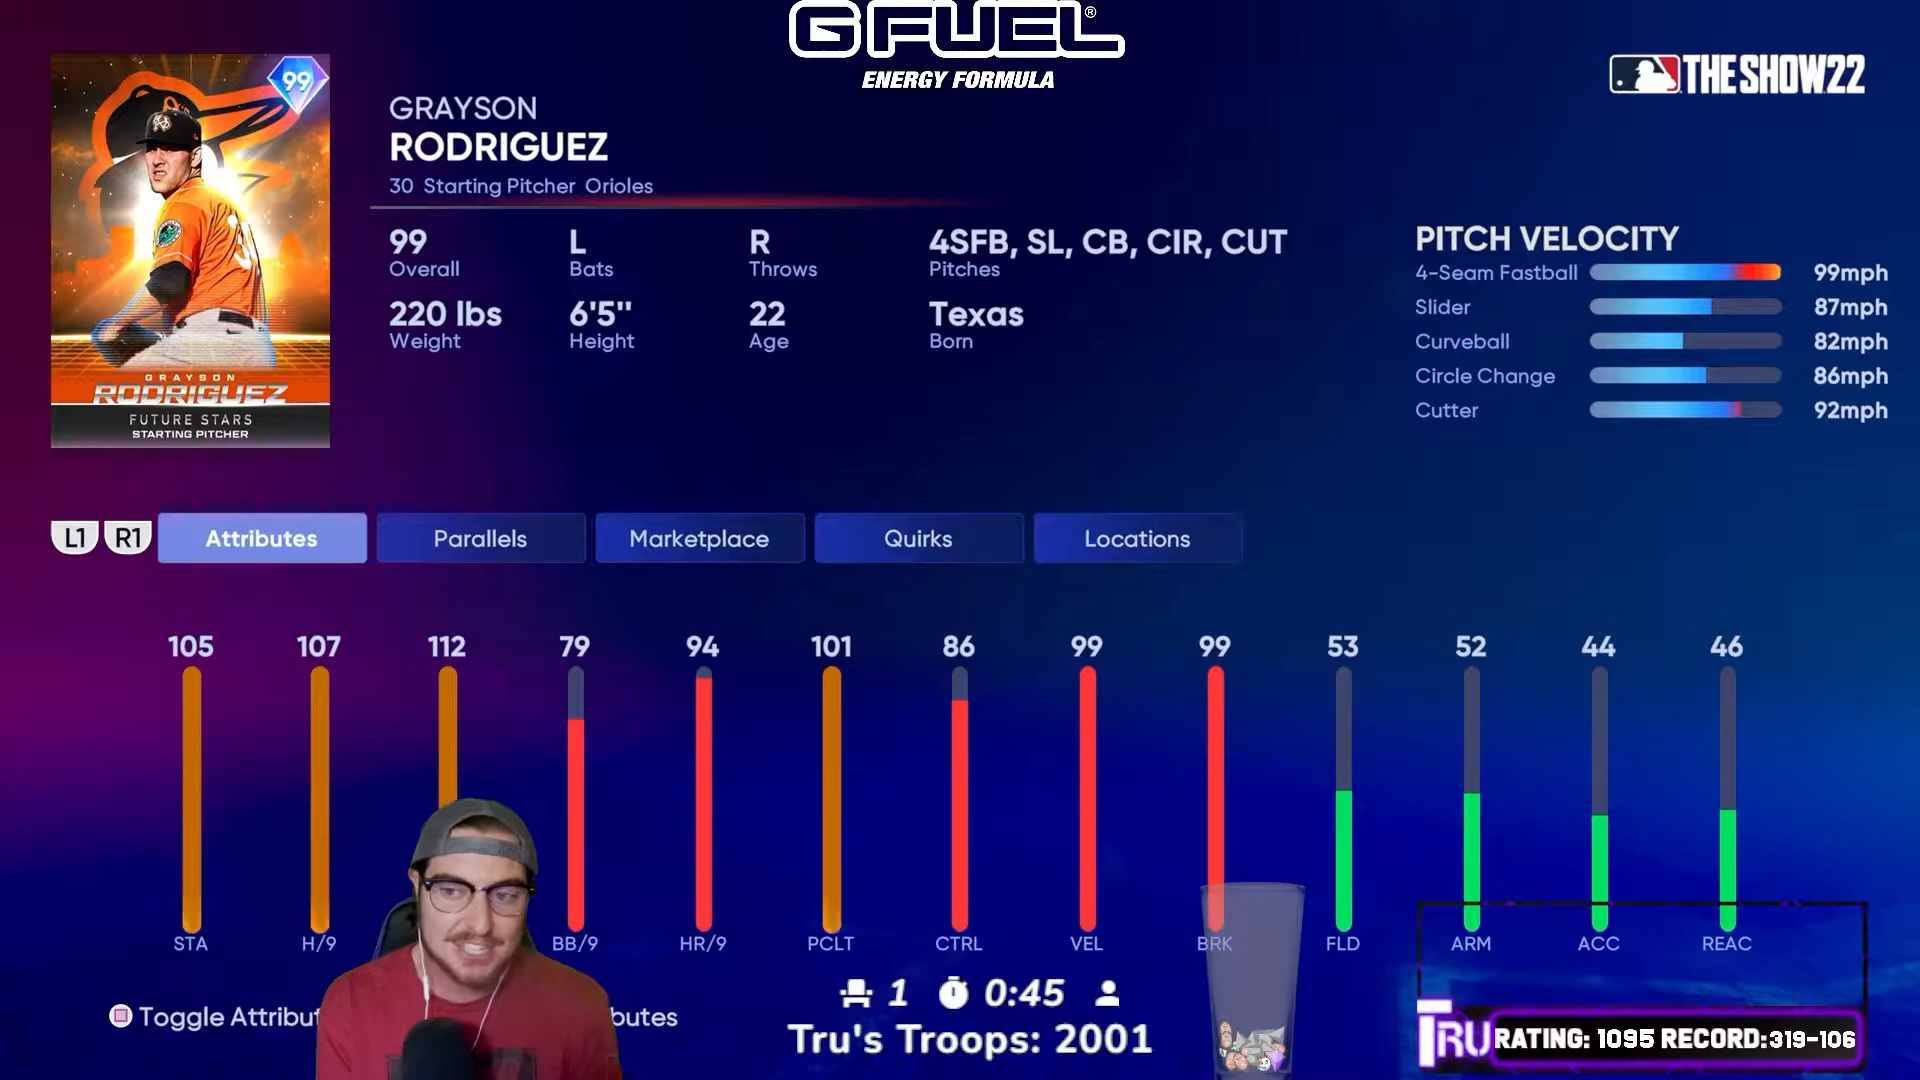 G FUEL®
ENERGY FORMULA
THE SHOW 22
99
GRAYSON
RODRIGUEZ
FUTURE STARS
STARTING PITCHER
GRAYSON
RODRIGUEZ
30 Starting Pitcher Orioles
99 L R 4SFB, SL, CB, CIR, CUT
Overall Bats Throws Pitches
220 lbs 6'5" 22 Texas
Weight Height Age Born
PITCH VELOCITY
4-Seam Fastball 99mph
Slider 87mph
Curveball 82mph
Circle Change 86mph
Cutter 92mph
L1 R1 Attributes Parallels Marketplace Quirks Locations
105 107 112 79 94 101 86 99 99 53 52 44 46
STA H/9 BB/9 HR/9 PCLT CTRL VEL BRK FLD ARM ACC REAC
Toggle Attribut butes
1 0:45
Tru's Troops: 2001
TRU RATING: 1095 RECORD:319-106